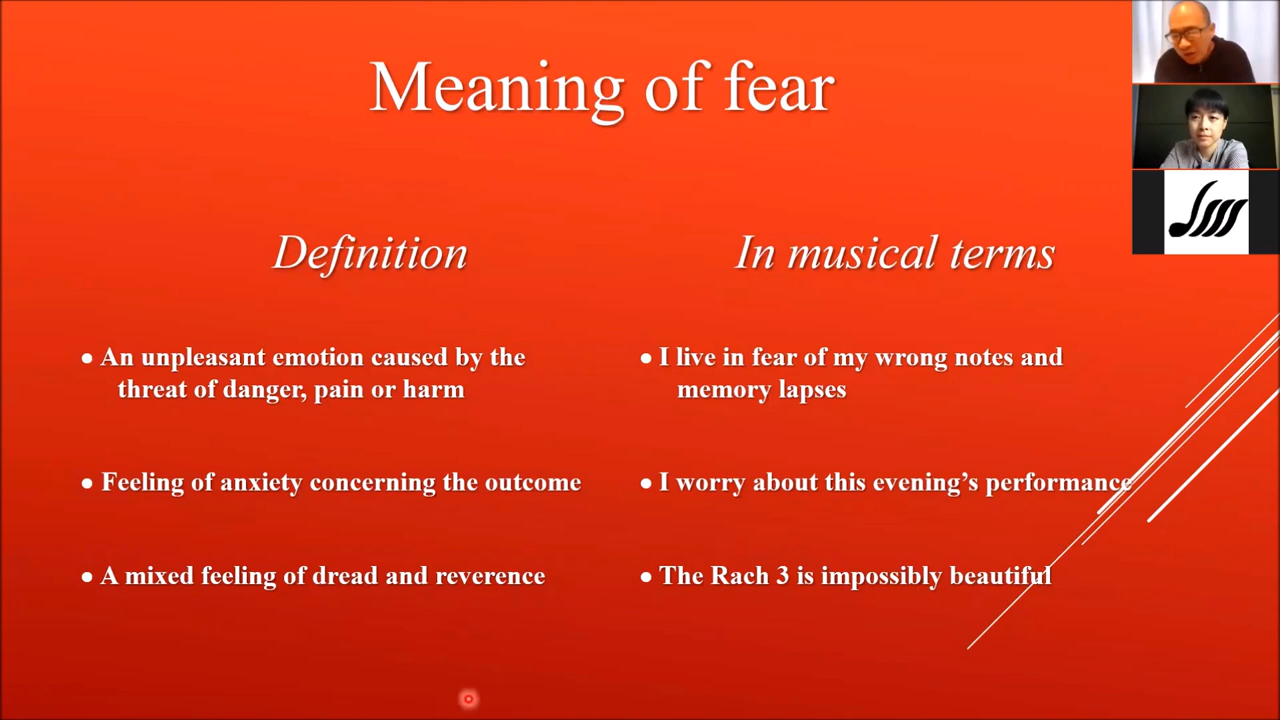 Meaning of fear
Definition
● An unpleasant emotion caused by the
threat of danger, pain or harm
● Feeling of anxiety concerning the outcome
● A mixed feeling of dread and reverence
In musical terms
● I live in fear of my wrong notes and
memory lapses
● I worry about this evening’s performance
● The Rach 3 is impossibly beautiful